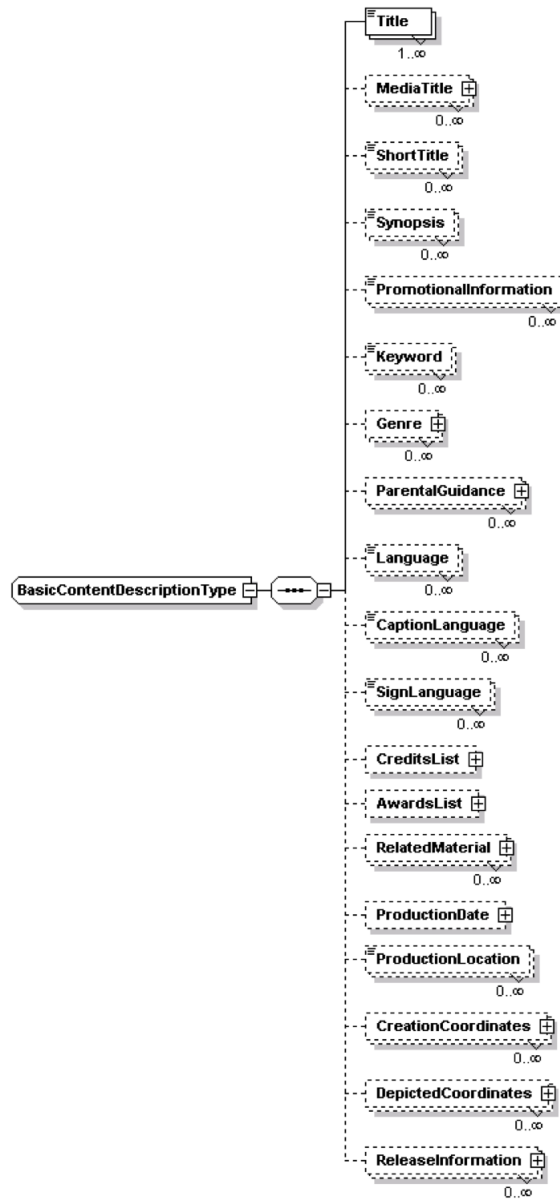 Title
1..∞
MediaTitle
0..∞
ShortTitle
0..∞
Synopsis
0..∞
PromotionalInformation
0..∞
Keyword
0..∞
Genre
0..∞
ParentalGuidance
0..∞
Language
0..∞
BasicContentDescriptionType
CaptionLanguage
0..∞
SignLanguage
0..∞
CreditsList
AwardsList
RelatedMaterial
0..∞
ProductionDate
ProductionLocation
0..∞
CreationCoordinates
0..∞
DepictedCoordinates
0..∞
ReleaseInformation
0..∞